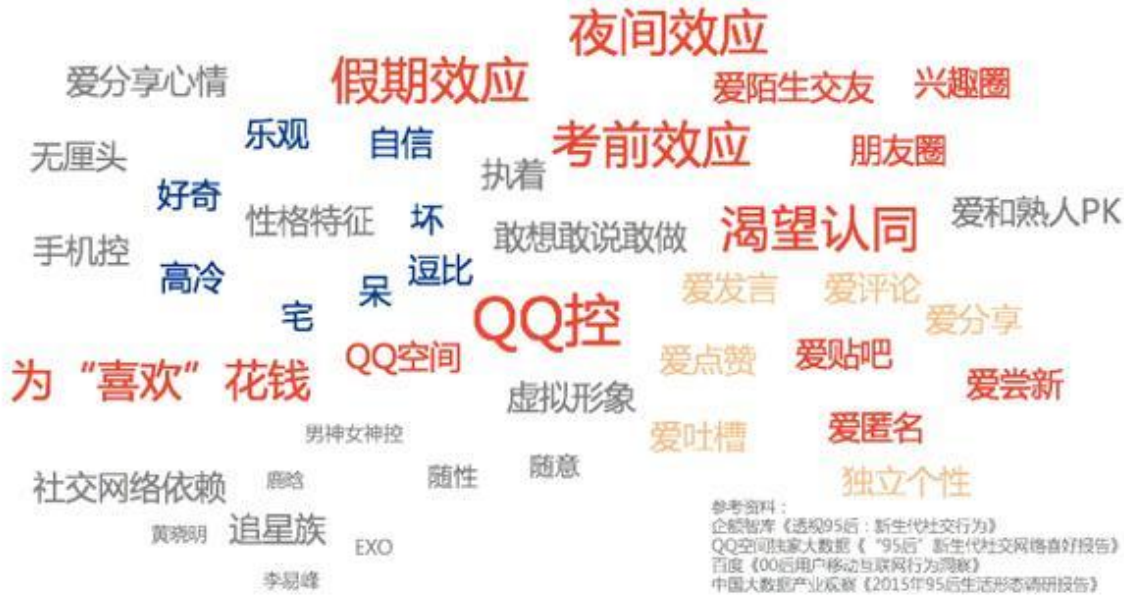 夜间效应
假期效应
爱分享心情
爱陌生交友
兴趣圈
乐观
自信
考前效应
朋友圈
无厘头
执着
好奇
性格特征
坏
敢想敢说敢做
渴望认同
爱和熟人PK
手机控
高冷
逗比
呆
爱发言
爱评论
宅
QQ控
爱分享
为“喜欢”花钱
QQ空间
爱点赞
爱贴吧
爱尝新
虚拟形象
男神女神控
爱吐槽
爱匿名
社交网络依赖
鹿晗
随性
随意
独立个性
黄晓明
追星族
EXO
李易峰
参考资料：
企鹅智库《透视95后：新生代社交行为》
QQ空间独家大数据《“95后”新生代社交网络喜好报告》
百度《00后用户移动互联网行为洞察》
中国大数据产业观察《2015年95后生活形态调研报告》